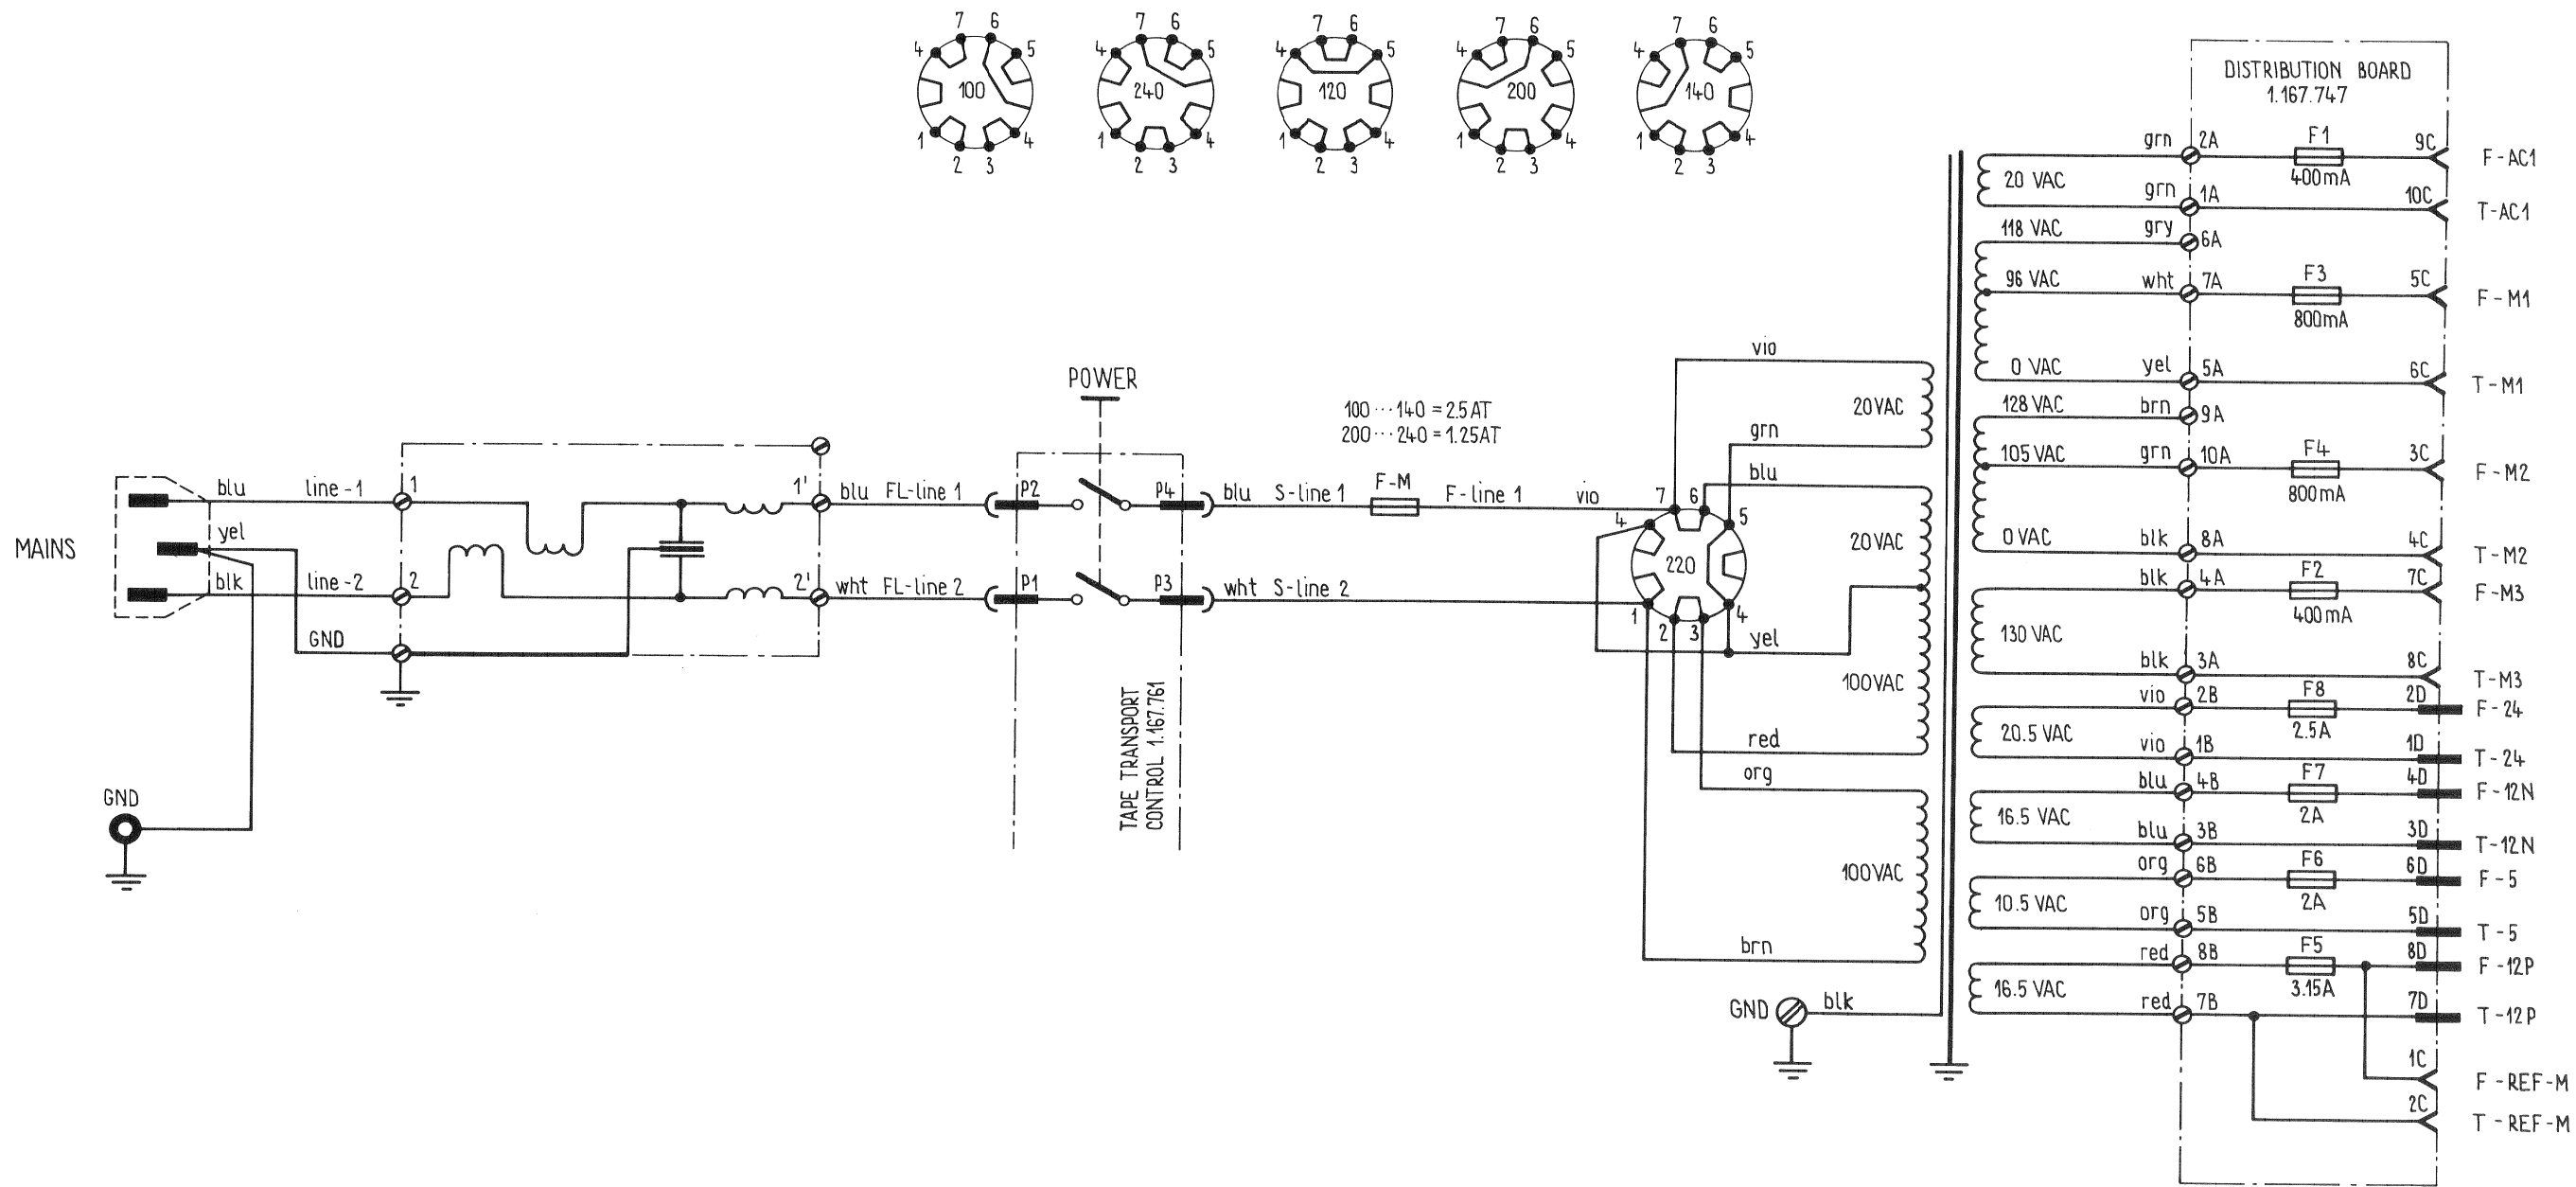 7 6
4 5
100
1 4
2 3
7 6
4 5
240
1 4
2 3
7 6
4 5
120
1 4
2 3
7 6
4 5
200
1 4
2 3
7 6
4 5
140
1 4
2 3
MAINS
blu line-1 1
yel
blk line-2 2
GND
GND
1' blu FL-line 1
2' wht FL-line 2
POWER
P2 P4
P1 P3
TAPE TRANSPORT
CONTROL 1.167.761
100···140 = 2.5AT
200···240 = 1.25AT
blu S-line 1 F-M F-line 1 vio
wht S-line 2
7 6
4 5
220
1 4
2 3
vio
20VAC
grn
blu
20VAC
yel
100VAC
red
org
100VAC
brn
GND blk
DISTRIBUTION BOARD
1.167.747
grn 2A F1 9C F-AC1
20 VAC 400mA
grn 1A 10C T-AC1
118 VAC gry 6A
96 VAC wht 7A F3 5C F-M1
800mA
0 VAC yel 5A 6C T-M1
128 VAC brn 9A
105 VAC grn 10A F4 3C F-M2
800mA
0 VAC blk 8A 4C T-M2
blk 4A F2 7C F-M3
130 VAC 400mA
blk 3A 8C T-M3
vio 2B F8 2D F-24
20.5 VAC 2.5A
vio 1B 1D T-24
blu 4B F7 4D F-12N
16.5 VAC 2A
blu 3B 3D T-12N
org 6B F6 6D F-5
10.5 VAC 2A
org 5B 5D T-5
red 8B F5 8D F-12P
16.5 VAC 3.15A
red 7B 7D T-12P
1C F-REF-M
2C T-REF-M